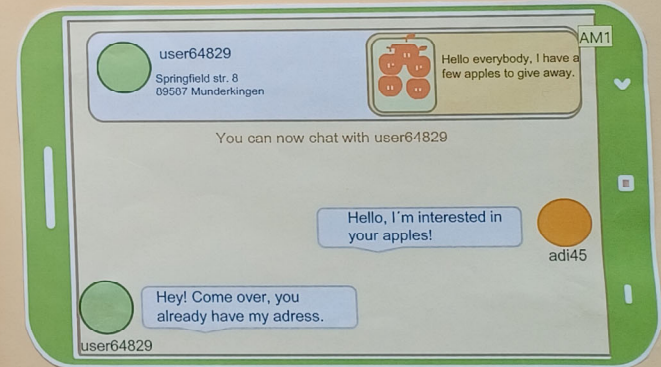 AM1
user64829
Springfield str. 8
89587 Munderkingen
Hello everybody, I have a
few apples to give away.
You can now chat with user64829
Hello, I´m interested in
your apples!
adi45
Hey! Come over, you
already have my adress.
user64829